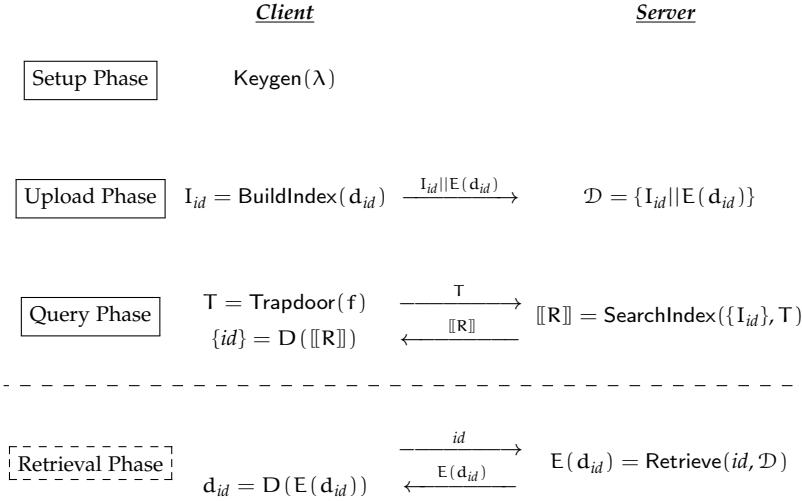 Client Server
Setup Phase Keygen(λ)
Upload Phase I_id = BuildIndex(d_id) I_id||E(d_id) 𝒟 = {I_id||E(d_id)}
Query Phase T = Trapdoor(f) T ⟦R⟧ = SearchIndex({I_id}, T)
{id} = D(⟦R⟧) ⟦R⟧
Retrieval Phase id E(d_id) = Retrieve(id, 𝒟)
d_id = D(E(d_id)) E(d_id)